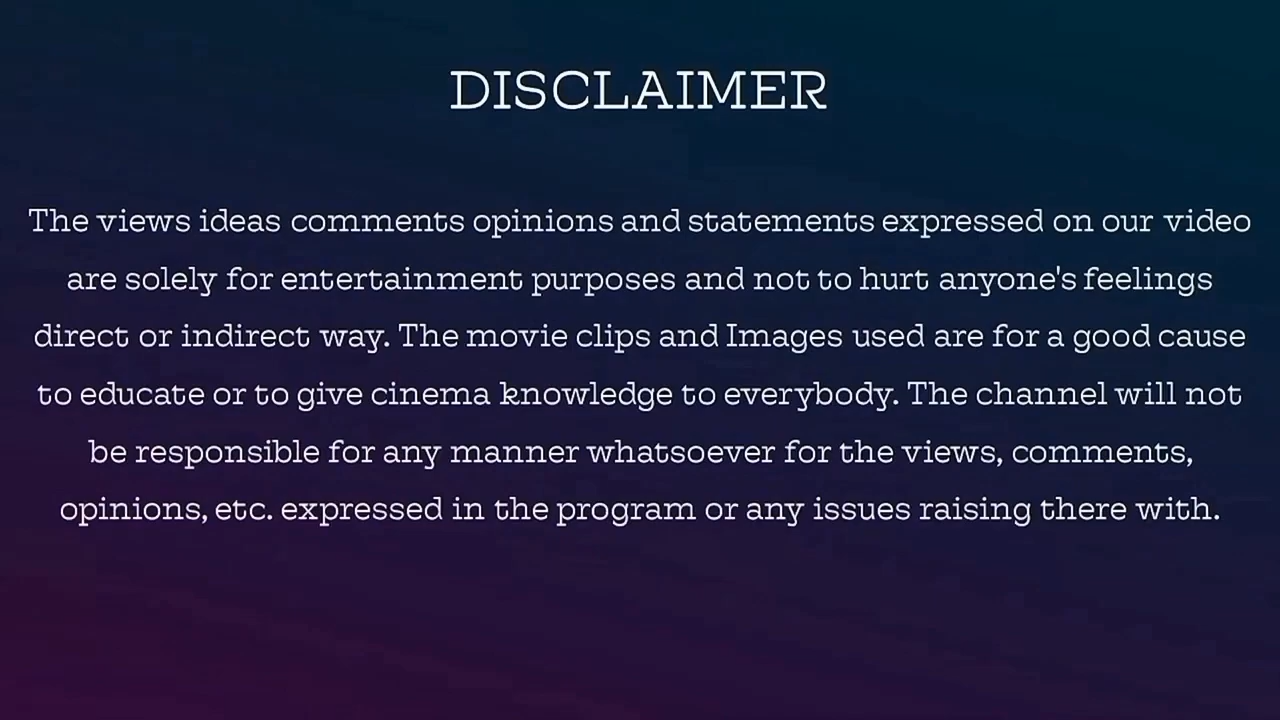 DISCLAIMER
The views ideas comments opinions and statements expressed on our video
are solely for entertainment purposes and not to hurt anyone's feelings
direct or indirect way. The movie clips and Images used are for a good cause
to educate or to give cinema knowledge to everybody. The channel will not
be responsible for any manner whatsoever for the views, comments,
opinions, etc. expressed in the program or any issues raising there with.